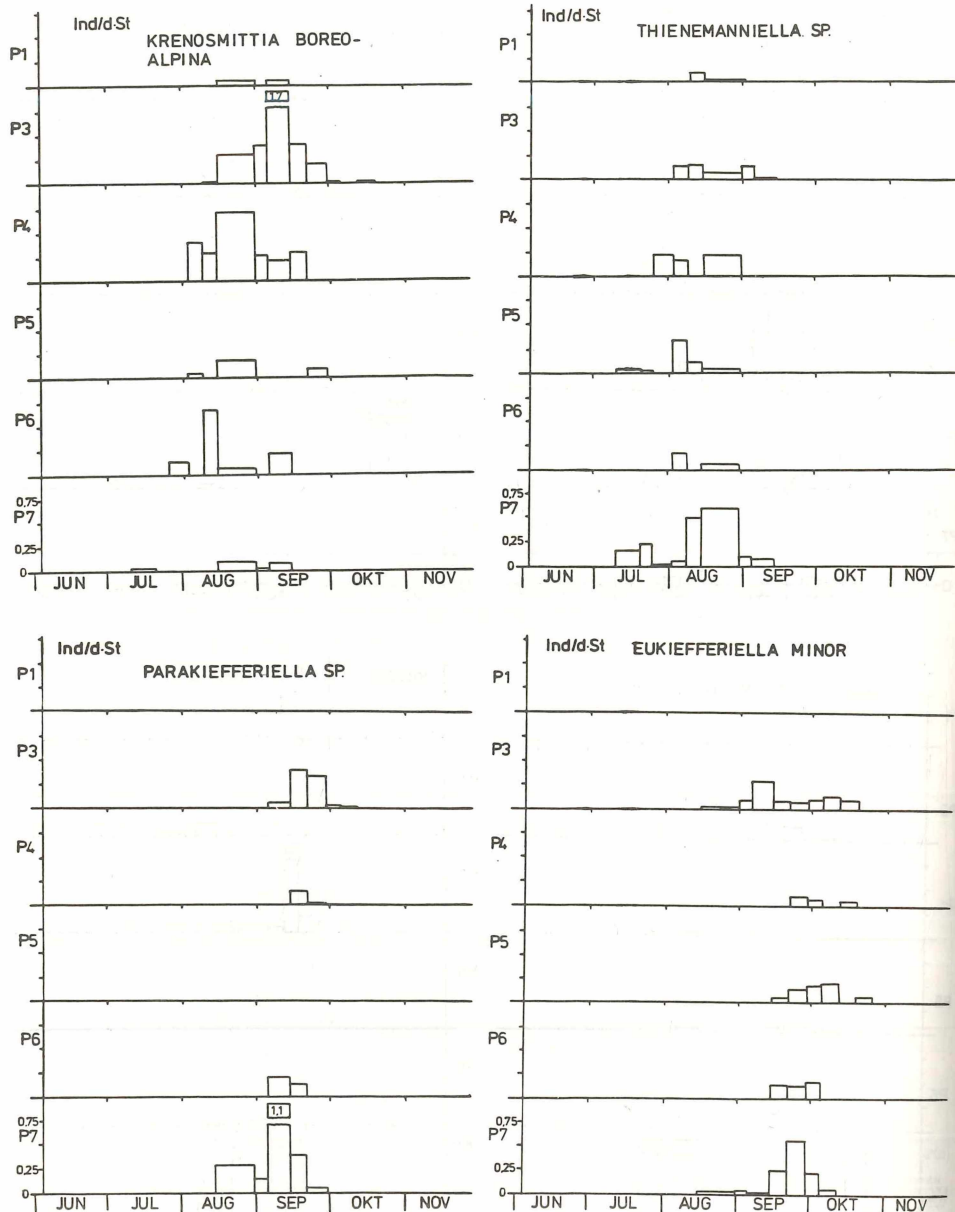 Ind/d·St
KRENOSMITTIA BOREO-
ALPINA
P1
1,7
P3
P4
P5
P6
0,75
P7
0,25
0
JUN JUL AUG SEP OKT NOV
Ind/d·St
THIENEMANNIELLA SP.
P1
P3
P4
P5
P6
0,75
P7
0,25
0
JUN JUL AUG SEP OKT NOV
Ind/d·St
PARAKIEFFERIELLA SP.
P1
P3
P4
P5
P6
1,1
0,75
P7
0,25
0
JUN JUL AUG SEP OKT NOV
Ind/d·St EUKIEFFERIELLA MINOR
P1
P3
P4
P5
P6
0,75
P7
0,25
0
JUN JUL AUG SEP OKT NOV